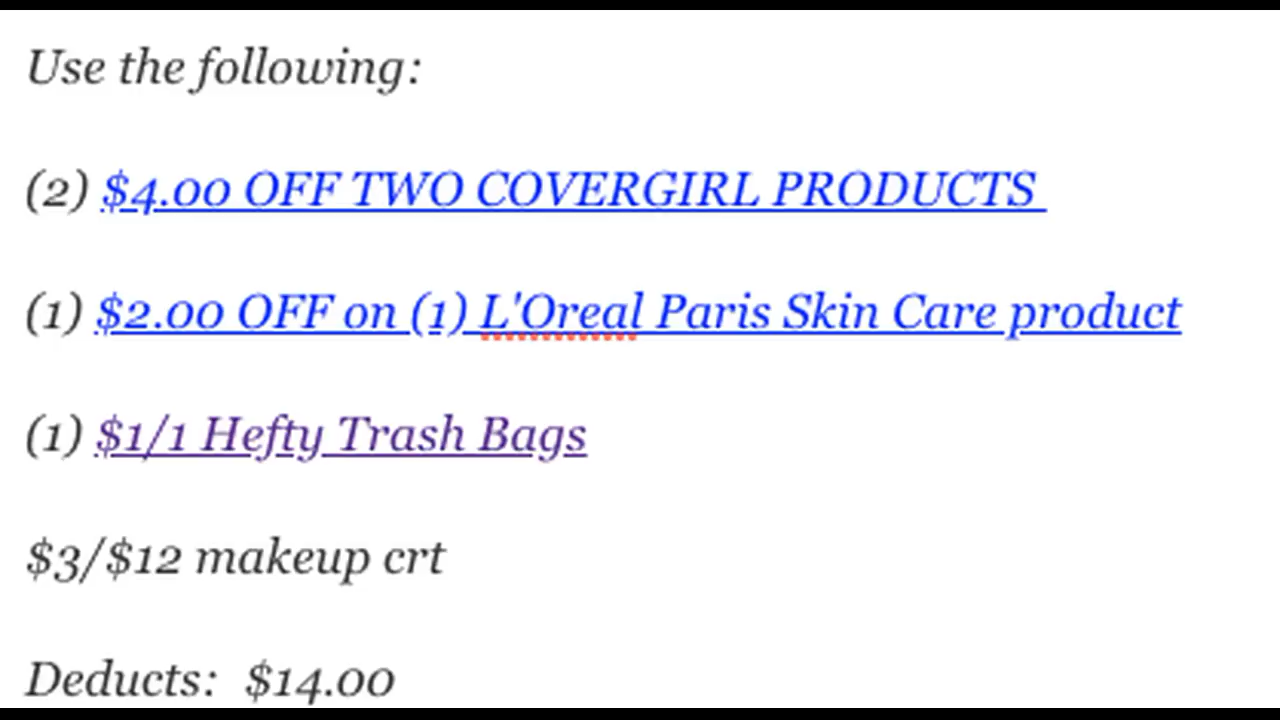 Use the following:
(2) $4.00 OFF TWO COVERGIRL PRODUCTS
(1) $2.00 OFF on (1) L'Oreal Paris Skin Care product
(1) $1/1 Hefty Trash Bags
$3/$12 makeup crt
Deducts: $14.00